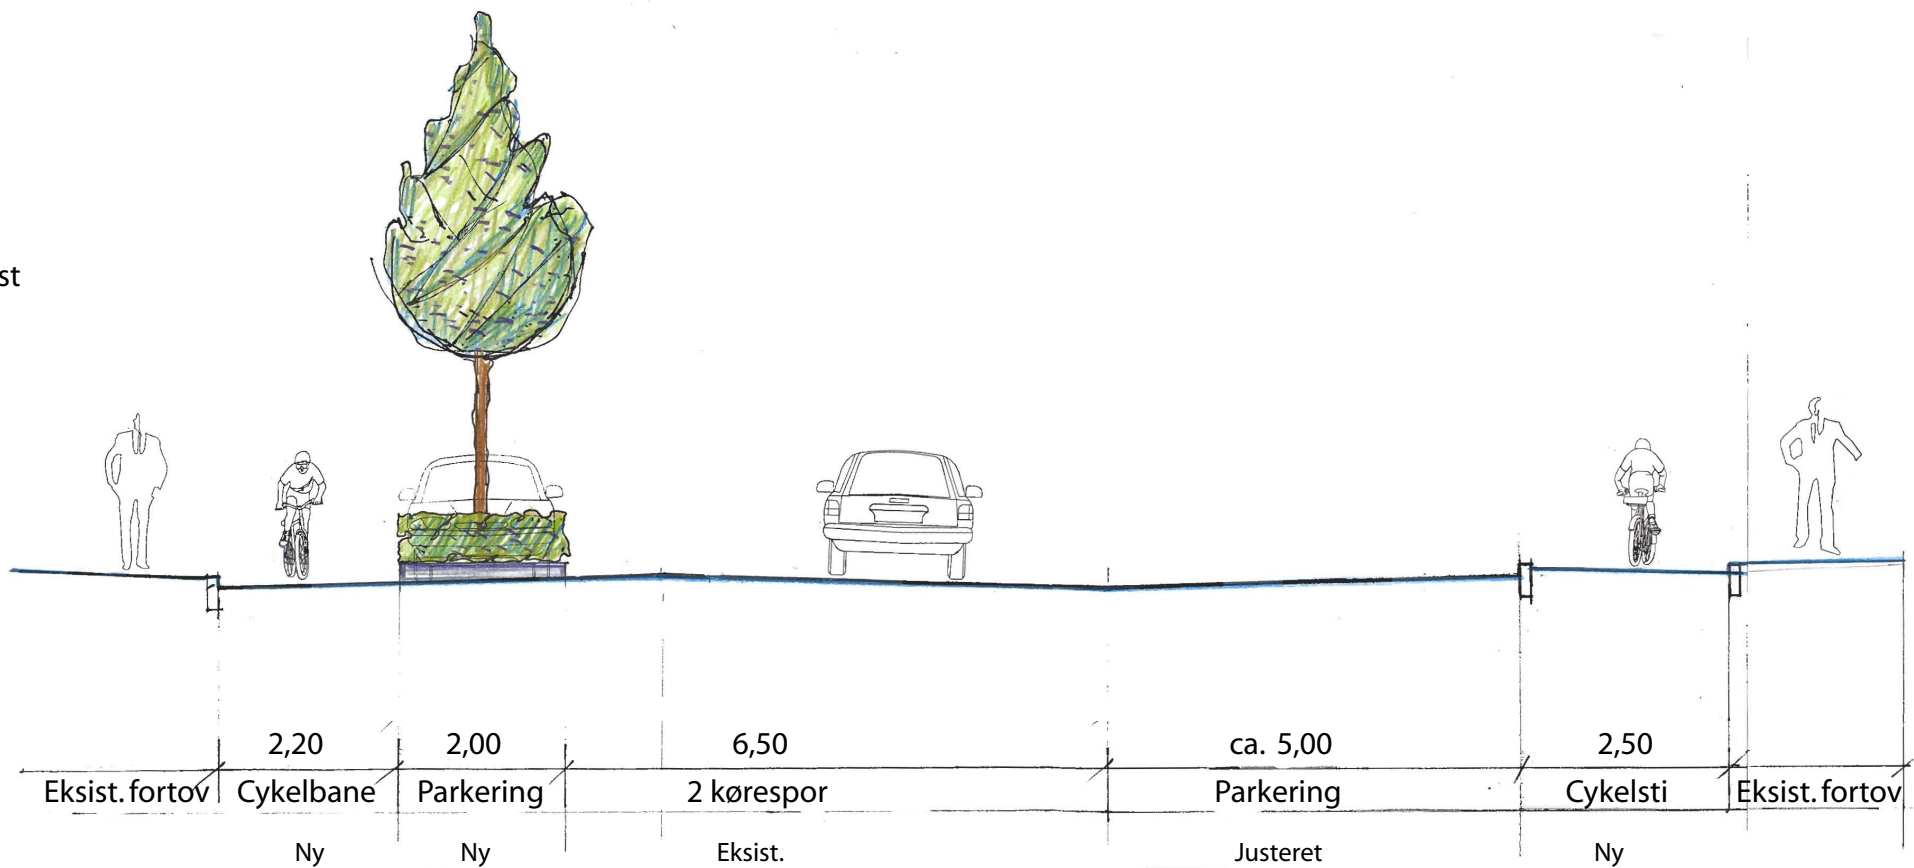 st
2,20 2,00 6,50 ca. 5,00 2,50
Eksist. fortov Cykelbane Parkering 2 kørespor Parkering Cykelsti Eksist. fortov
Ny Ny Eksist. Justeret Ny